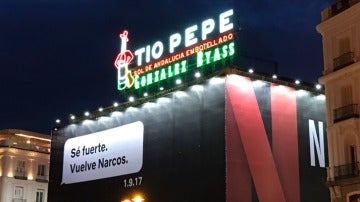 TIO PEPE
SOL DE ANDALUCIA EMBOTELLADO
GONZALEZ BYASS
Sé fuerte.
Vuelve Narcos.
1.9.17
N
N